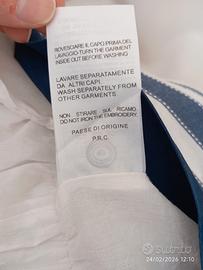 ROVESCIARE IL CAPO PRIMA DEL
LAVAGGIO-TURN THE GARMENT
INSIDE OUT BEFORE WASHING
LAVARE SEPARATAMENTE
DA ALTRI CAPI.
WASH SEPARATELY FROM
OTHER GARMENTS
NON STIRARE SUL RICAMO
DO NOT IRON THE EMBROIDERY.
PAESE DI ORIGINE
P.R.C.
subito
24/02/2026 12:10